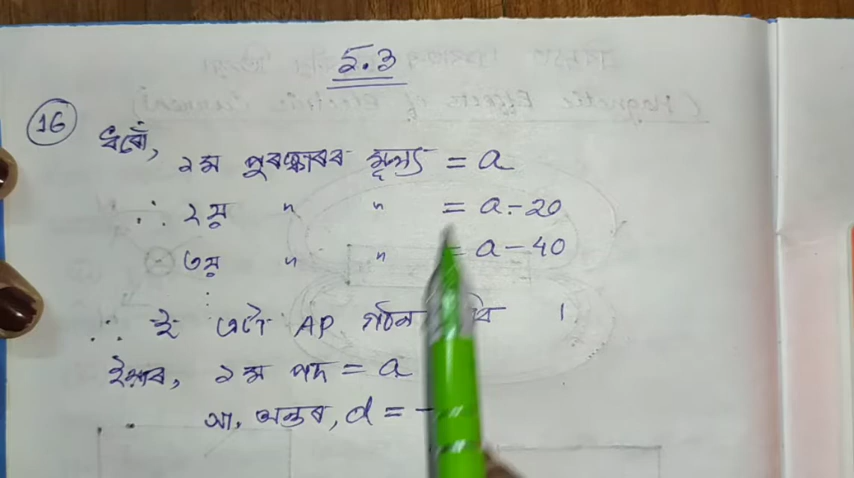 5.3
16
ধৰোঁ,
১ম পুৰস্কাৰৰ মূল্য = a
∴ ২য় " " = a - 20
৩য় " " = a - 40
∴ ই এটা AP গঠন
ইয়াৰ, ১ম পদ = a
সা. অন্তৰ, d = -